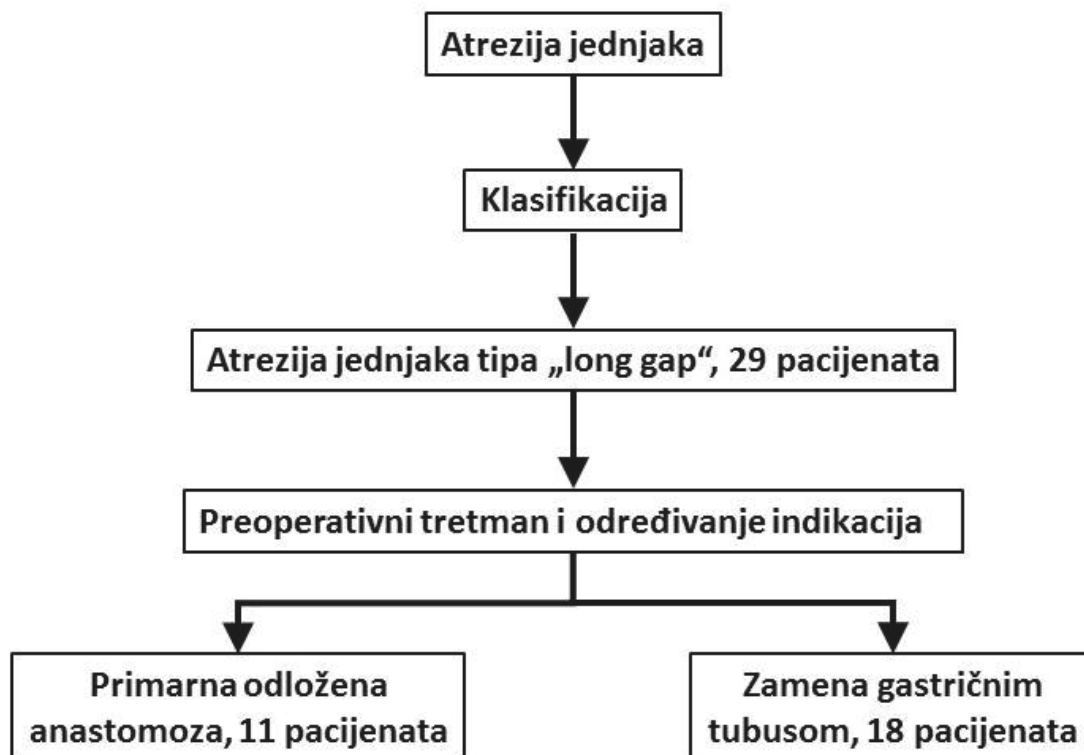 Atrezija jednjaka
Klasifikacija
Atrezija jednjaka tipa „long gap“, 29 pacijenata
Preoperativni tretman i određivanje indikacija
Primarna odložena
anastomoza, 11 pacijenata
Zamena gastričnim
tubusom, 18 pacijenata